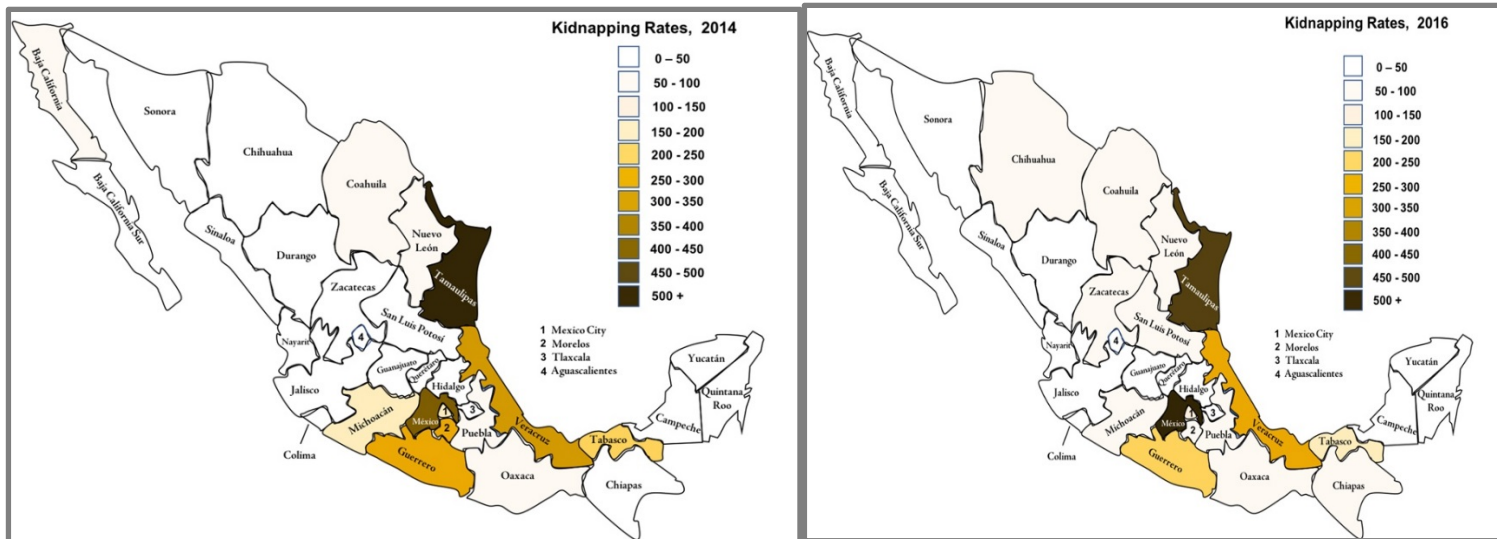 Kidnapping Rates, 2014
0 – 50
50 - 100
100 - 150
150 - 200
200 - 250
250 - 300
300 - 350
350 - 400
400 - 450
450 - 500
500 +
1 Mexico City
2 Morelos
3 Tlaxcala
4 Aguascalientes
Baja California
Baja California Sur
Sonora
Chihuahua
Coahuila
Sinaloa
Durango
Nuevo
León
Tamaulipas
Zacatecas
San Luis Potosí
Nayarit
4
Jalisco
Guanajuato
Querétaro
Hidalgo
Colima
Michoacán
México
1
2
3
Puebla
Veracruz
Guerrero
Oaxaca
Tabasco
Chiapas
Campeche
Yucatán
Quintana
Roo
Kidnapping Rates, 2016
0 – 50
50 - 100
100 - 150
150 - 200
200 - 250
250 - 300
300 - 350
350 - 400
400 - 450
450 - 500
500 +
1 Mexico City
2 Morelos
3 Tlaxcala
4 Aguascalientes
Baja California
Baja California Sur
Sonora
Chihuahua
Coahuila
Sinaloa
Durango
Nuevo
León
Tamaulipas
Zacatecas
San Luis Potosí
Nayarit
4
Jalisco
Guanajuato
Querétaro
Hidalgo
Colima
Michoacán
México
1
2
3
Puebla
Veracruz
Guerrero
Oaxaca
Tabasco
Chiapas
Campeche
Yucatán
Quintana
Roo